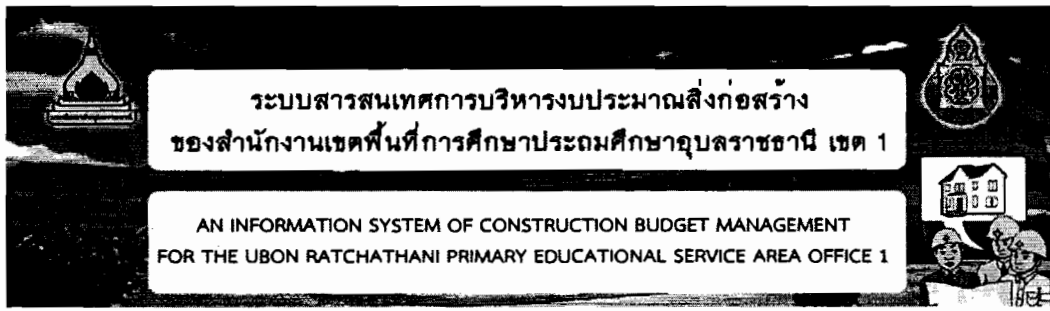 ระบบสารสนเทศการบริหารงบประมาณสิ่งก่อสร้าง
ของสำนักงานเขตพื้นที่การศึกษาประถมศึกษาอุบลราชธานี เขต 1
AN INFORMATION SYSTEM OF CONSTRUCTION BUDGET MANAGEMENT
FOR THE UBON RATCHATHANI PRIMARY EDUCATIONAL SERVICE AREA OFFICE 1